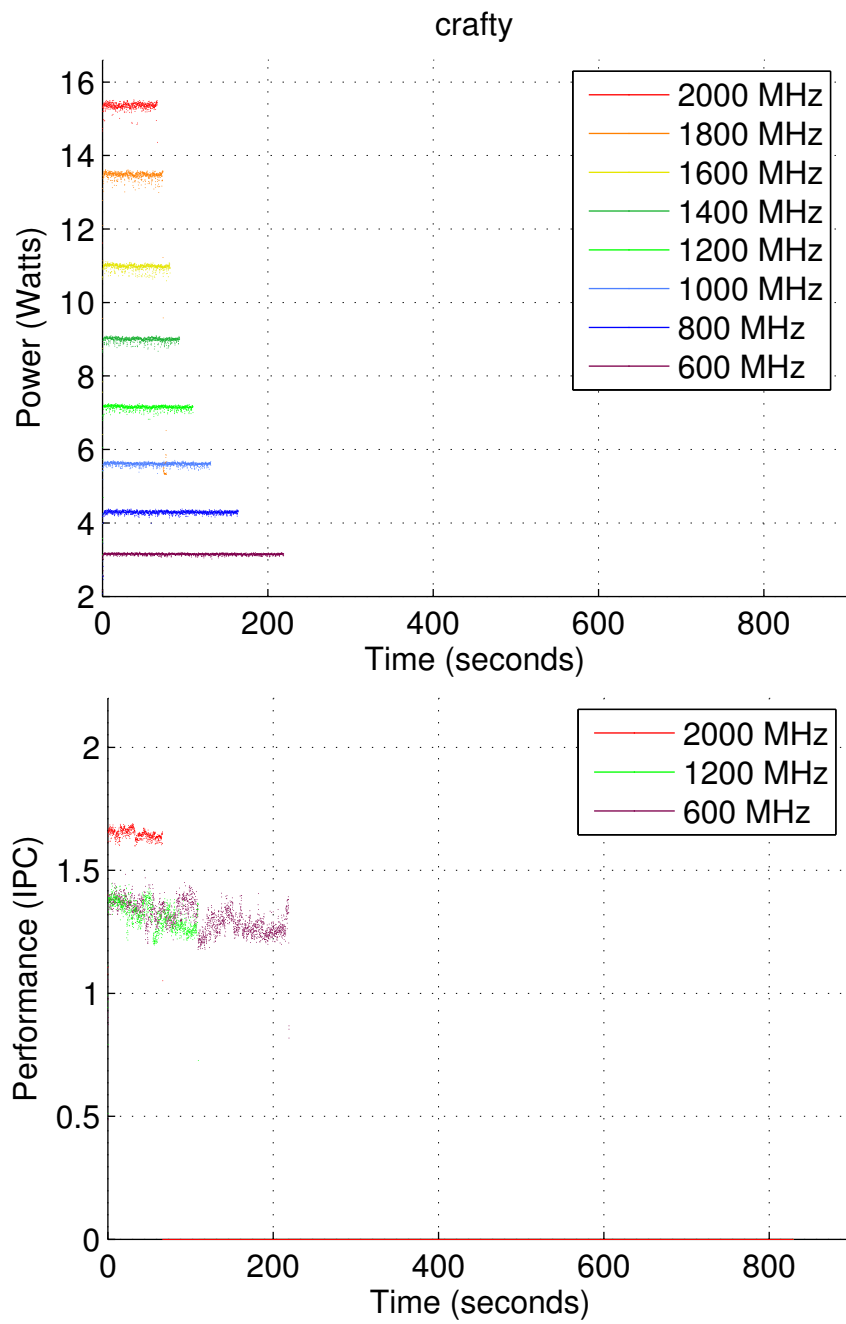 crafty
16
14
12
10
8
6
4
2
Power (Watts)
2000 MHz
1800 MHz
1600 MHz
1400 MHz
1200 MHz
1000 MHz
800 MHz
600 MHz
0 200 400 600 800
Time (seconds)
2
1.5
1
0.5
0
Performance (IPC)
2000 MHz
1200 MHz
600 MHz
0 200 400 600 800
Time (seconds)